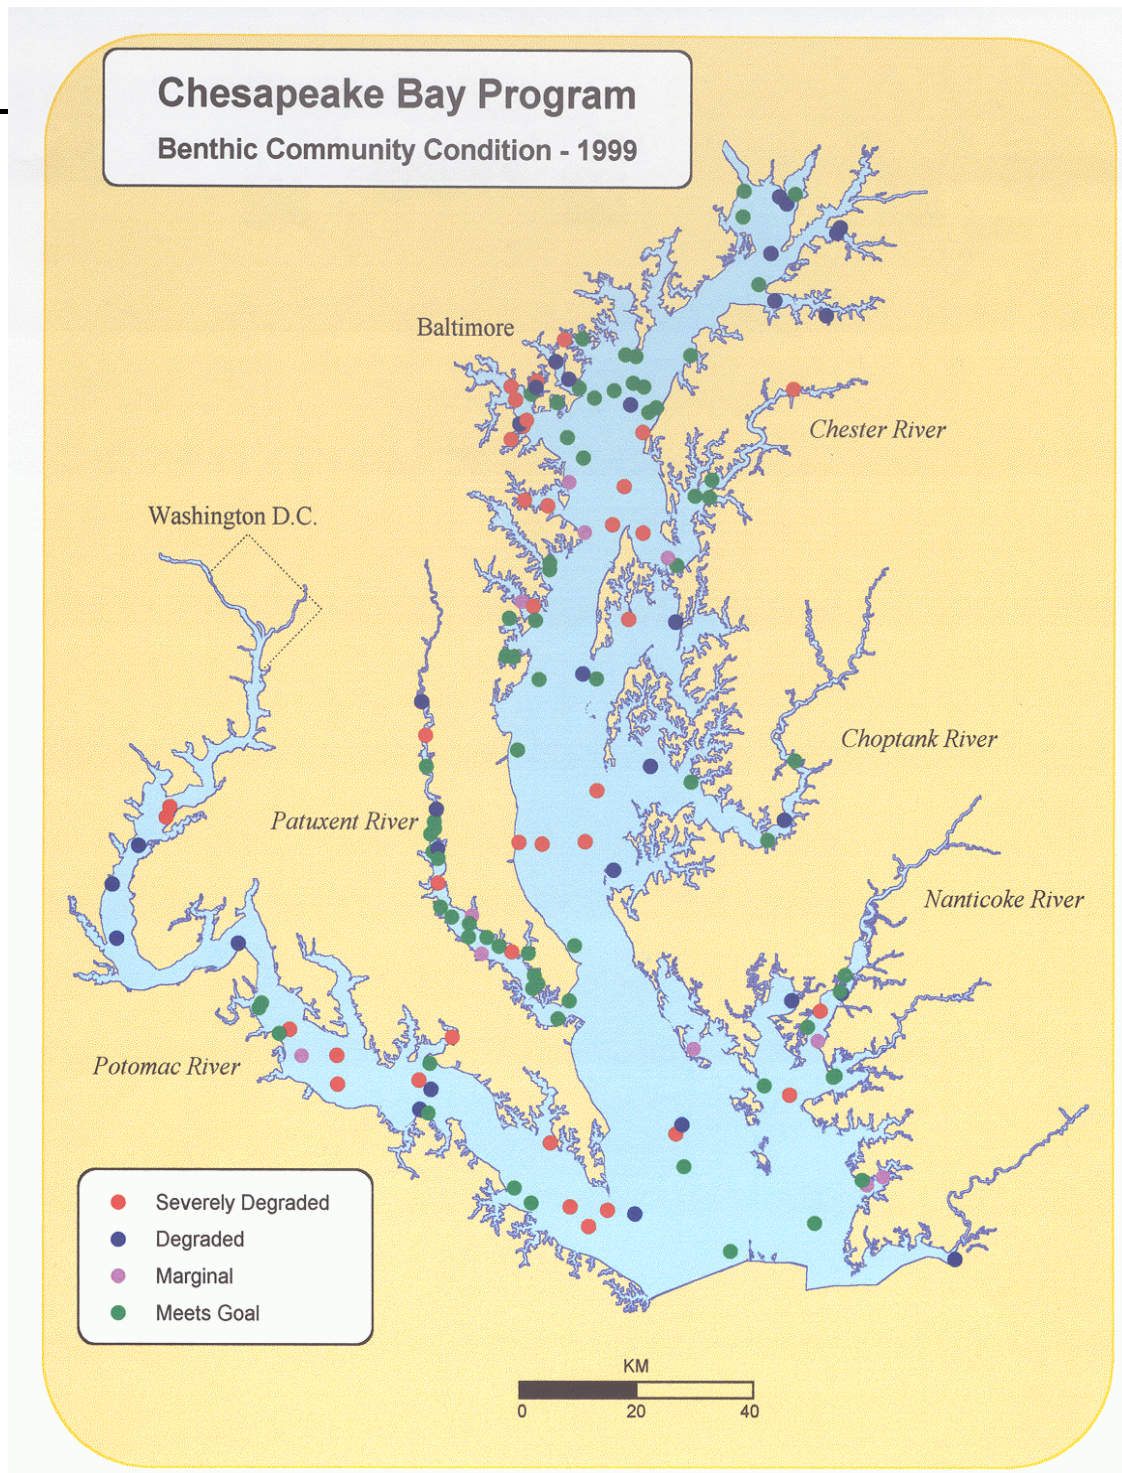 Chesapeake Bay Program
Benthic Community Condition - 1999
Baltimore
Chester River
Washington D.C.
Choptank River
Patuxent River
Nanticoke River
Potomac River
Severely Degraded
Degraded
Marginal
Meets Goal
KM
0 20 40